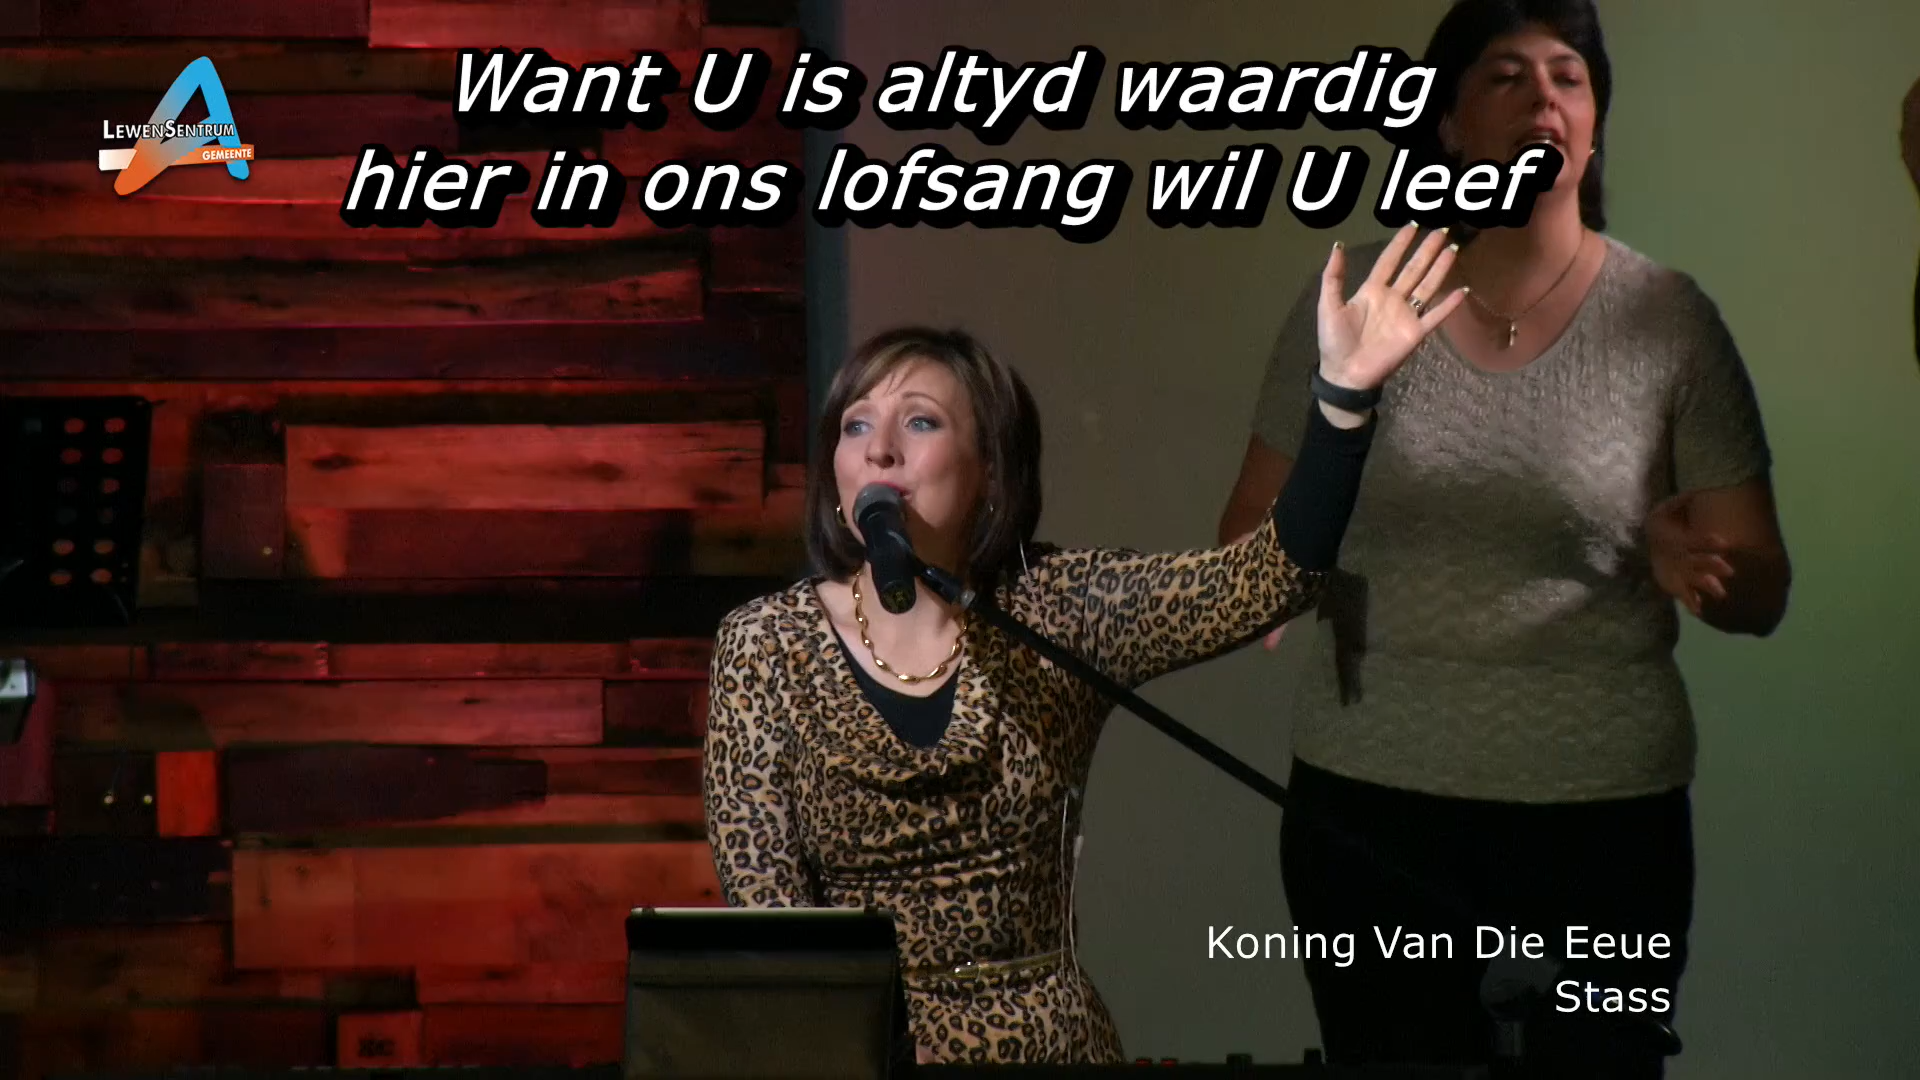 Want U is altyd waardig
hier in ons lofsang wil U leef
LEWENSENTRUM
GEMEENTE
Koning Van Die Eeue
Stass